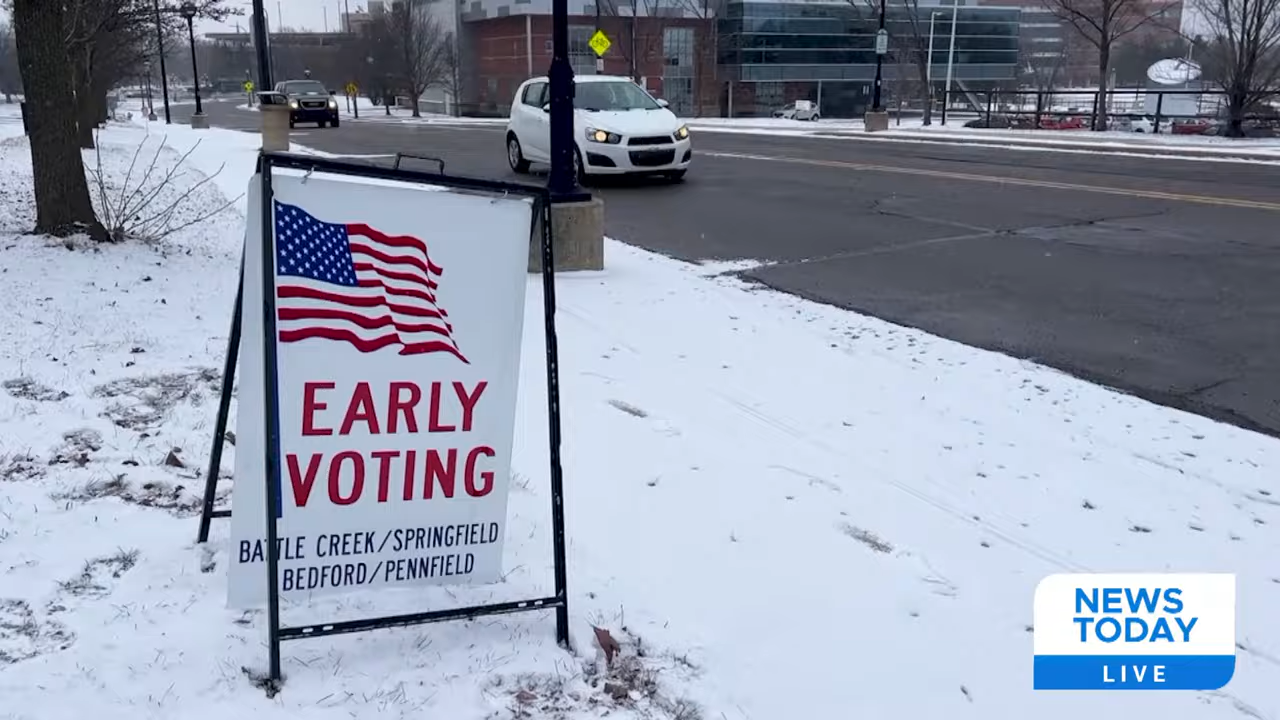 EARLY
VOTING
BATTLE CREEK/SPRINGFIELD
BEDFORD/PENNFIELD
NEWS
TODAY
LIVE